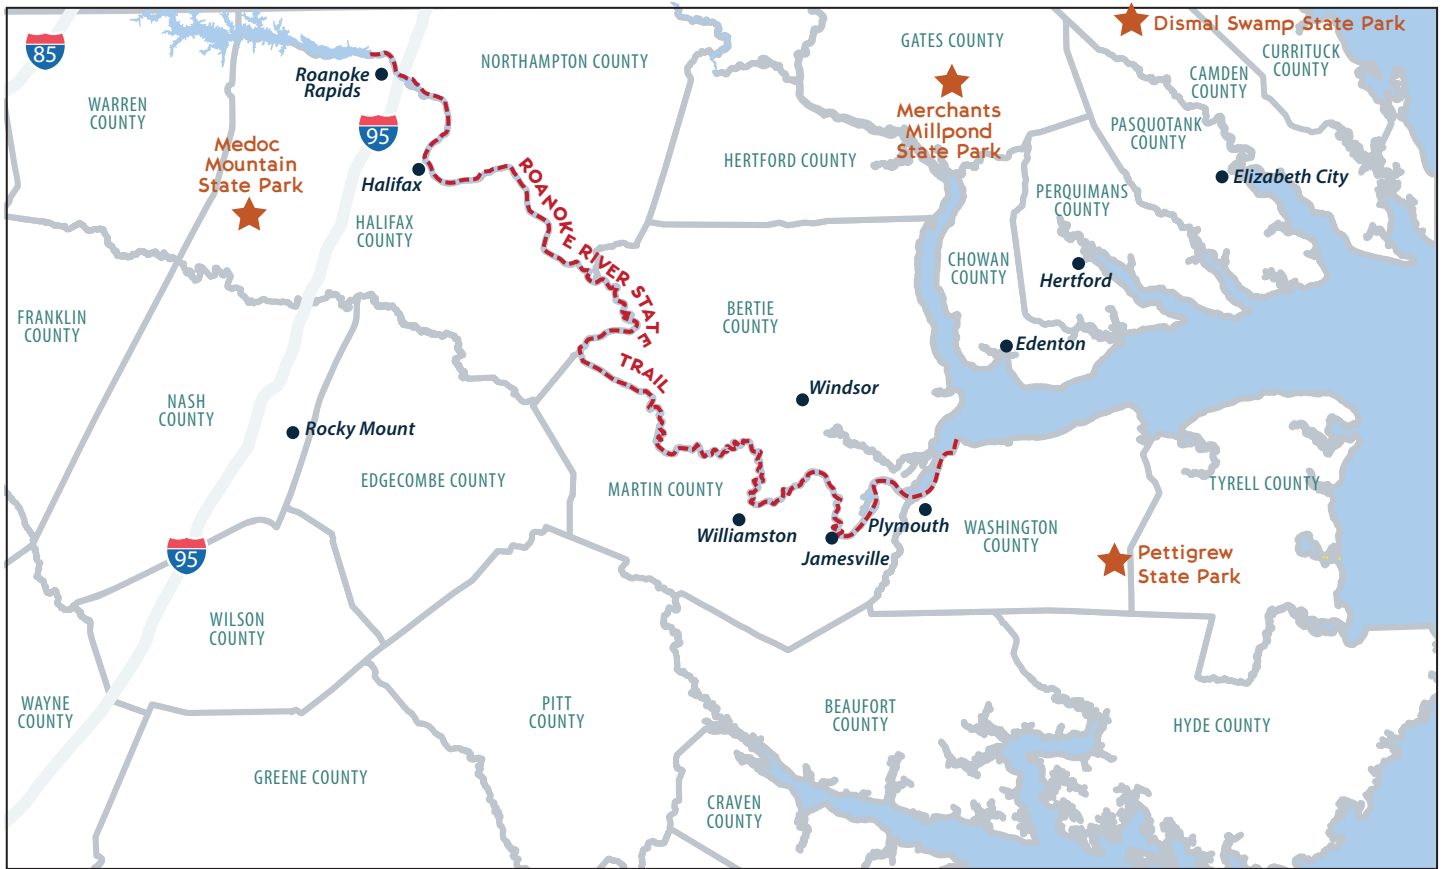 Dismal Swamp State Park
85
GATES COUNTY
CURRITUCK
COUNTY
NORTHAMPTON COUNTY
Roanoke
Rapids
CAMDEN
COUNTY
WARREN
COUNTY
95
Merchants
Millpond
State Park
PASQUOTANK
COUNTY
Medoc
Mountain
State Park
HERTFORD COUNTY
Halifax
Elizabeth City
PERQUIMANS
COUNTY
HALIFAX
COUNTY
ROANOKE RIVER STATE
TRAIL
CHOWAN
COUNTY
Hertford
FRANKLIN
COUNTY
BERTIE
COUNTY
Edenton
Windsor
NASH
COUNTY
Rocky Mount
EDGECOMBE COUNTY
MARTIN COUNTY
TYRELL COUNTY
Williamston
Plymouth
WASHINGTON
COUNTY
Jamesville
95
Pettigrew
State Park
WILSON
COUNTY
WAYNE
COUNTY
PITT
COUNTY
BEAUFORT
COUNTY
HYDE COUNTY
GREENE COUNTY
CRAVEN
COUNTY